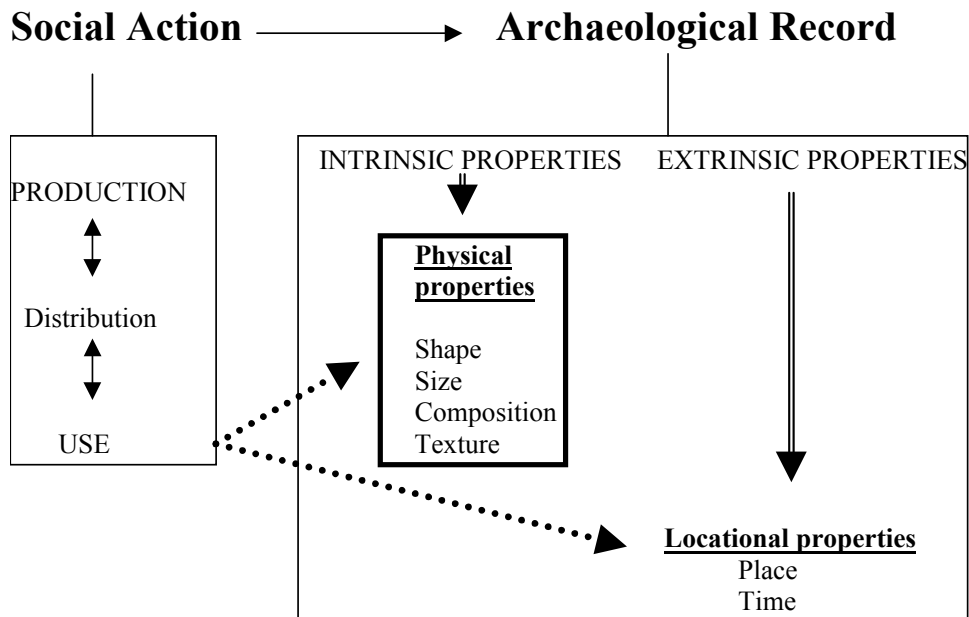 Social Action
Archaeological Record
PRODUCTION
Distribution
USE
INTRINSIC PROPERTIES
EXTRINSIC PROPERTIES
Physical
properties
Shape
Size
Composition
Texture
Locational properties
Place
Time